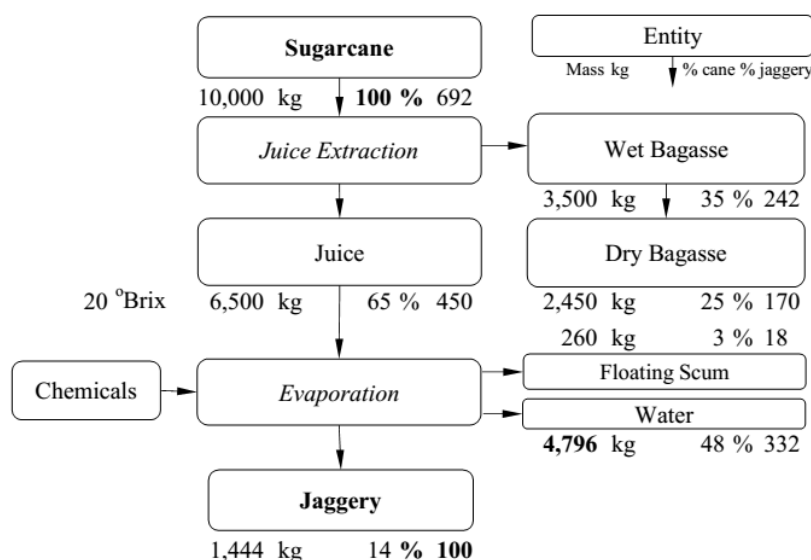 Sugarcane
Entity
Mass kg % cane % jaggery
10,000 kg 100 % 692
Juice Extraction
Wet Bagasse
3,500 kg 35 % 242
Juice
Dry Bagasse
20 °Brix
6,500 kg 65 % 450
2,450 kg 25 % 170
260 kg 3 % 18
Chemicals
Evaporation
Floating Scum
Water
4,796 kg 48 % 332
Jaggery
1,444 kg 14 % 100